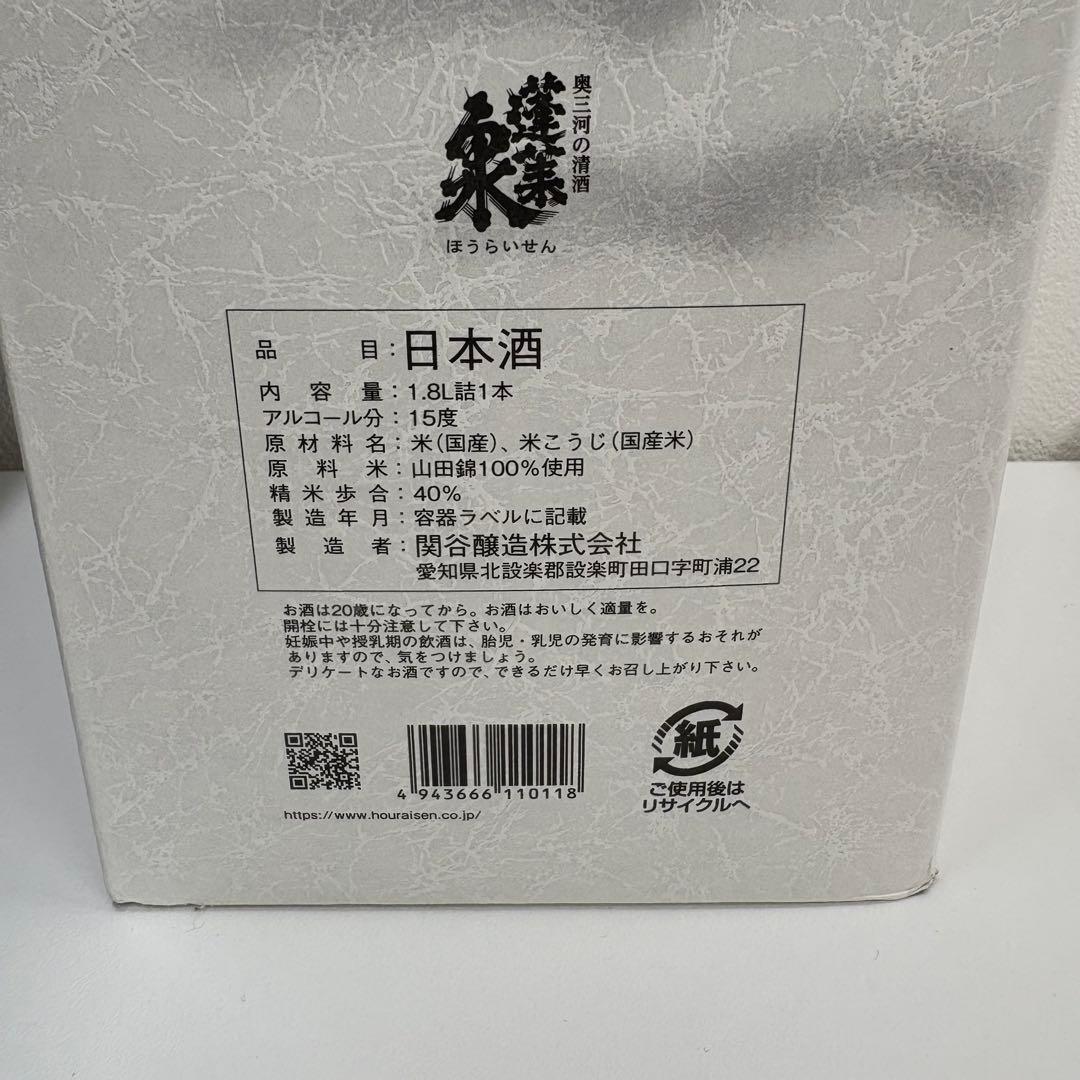 奥三河の清酒
蓬莱
泉
ほうらいせん
品目：日本酒
内容量：1.8L詰1本
アルコール分：15度
原材料名：米（国産）、米こうじ（国産米）
原料米：山田錦100%使用
精米歩合：40%
製造年月：容器ラベルに記載
製造者：関谷醸造株式会社
愛知県北設楽郡設楽町田口字町浦22
お酒は20歳になってから。お酒はおいしく適量を。
開栓には十分注意して下さい。
妊娠中や授乳期の飲酒は、胎児・乳児の発育に影響するおそれが
ありますので、気をつけましょう。
デリケートなお酒ですので、できるだけ早くお召し上がり下さい。
https://www.houraisen.co.jp/
4 943666 110118
紙
ご使用後は
リサイクルへ